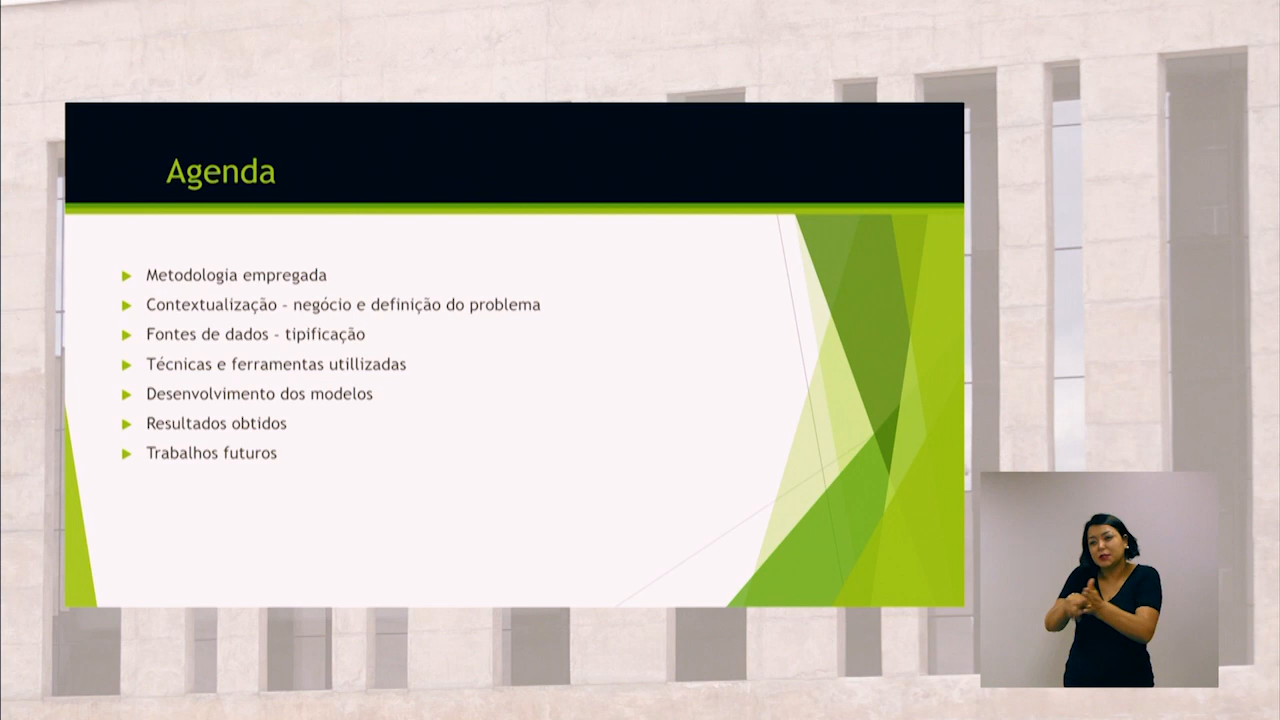 Agenda
Metodologia empregada
Contextualização – negócio e definição do problema
Fontes de dados - tipificação
Técnicas e ferramentas utillizadas
Desenvolvimento dos modelos
Resultados obtidos
Trabalhos futuros